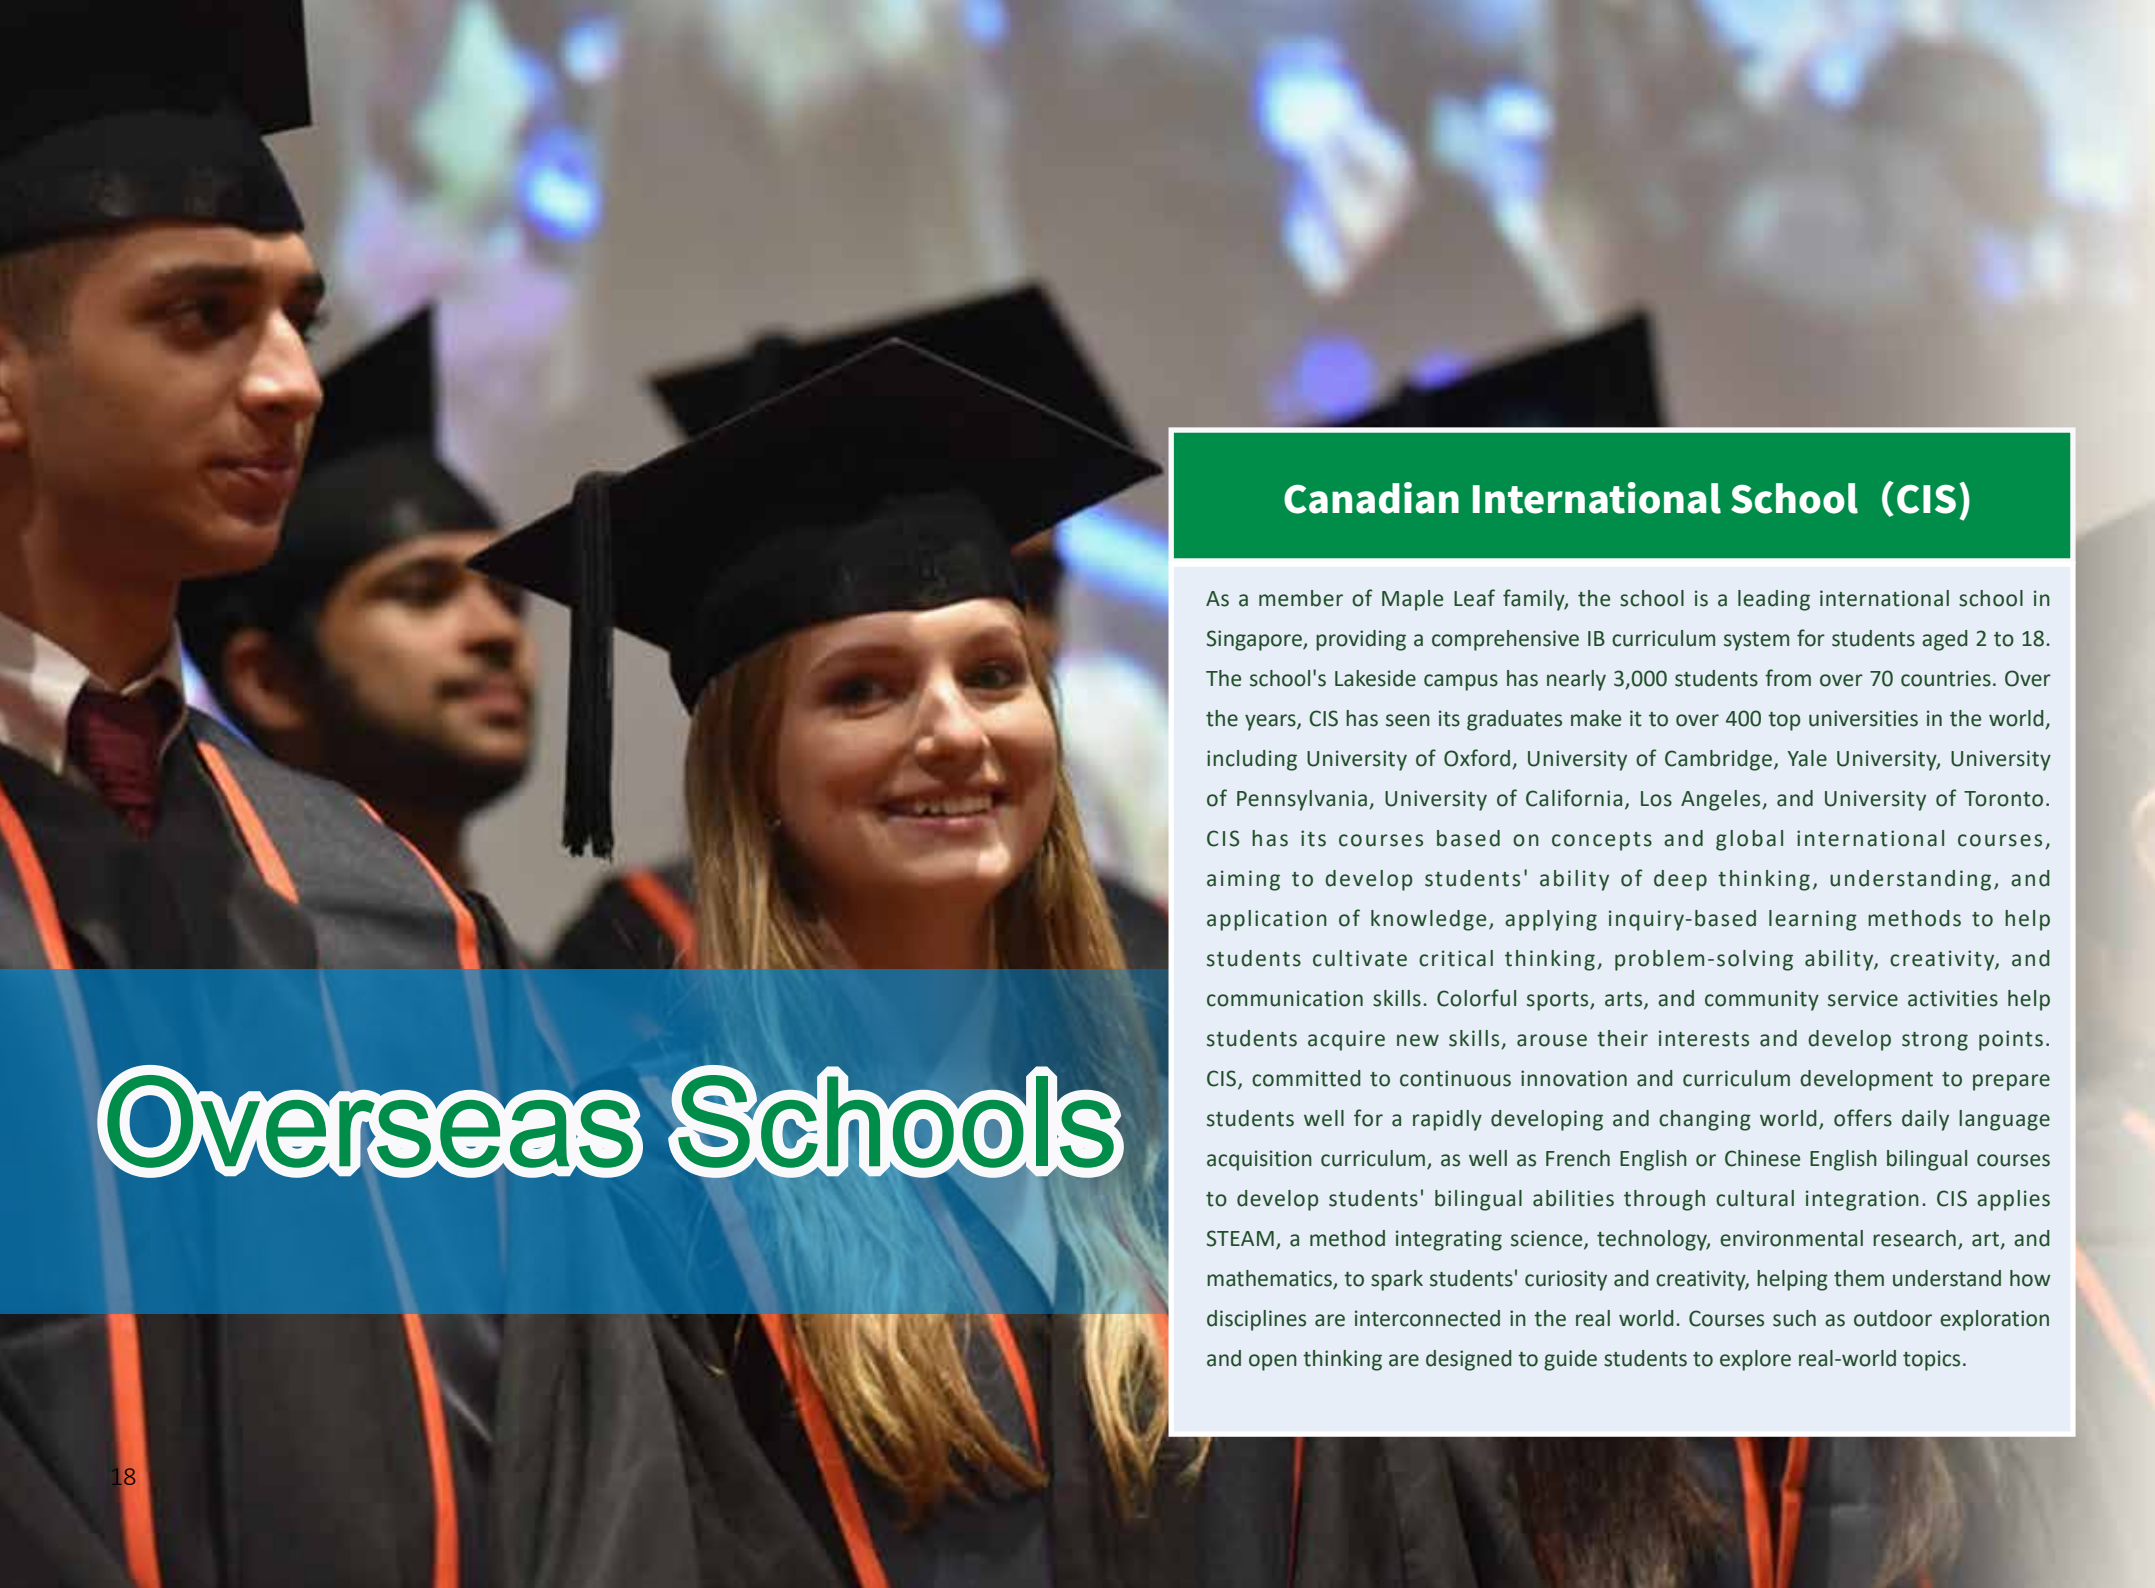 Canadian International School（CIS)
As a member of Maple Leaf family, the school is a leading international school in
Singapore, providing a comprehensive IB curriculum system for students aged 2 to 18.
The school's Lakeside campus has nearly 3,000 students from over 70 countries. Over
the years, CIS has seen its graduates make it to over 400 top universities in the world,
including University of Oxford, University of Cambridge, Yale University, University
of Pennsylvania, University of California, Los Angeles, and University of Toronto.
CIS has its courses based on concepts and global international courses,
aiming to develop students' ability of deep thinking, understanding, and
application of knowledge, applying inquiry-based learning methods to help
students cultivate critical thinking, problem-solving ability, creativity, and
communication skills. Colorful sports, arts, and community service activities help
students acquire new skills, arouse their interests and develop strong points.
CIS, committed to continuous innovation and curriculum development to prepare
students well for a rapidly developing and changing world, offers daily language
acquisition curriculum, as well as French English or Chinese English bilingual courses
to develop students' bilingual abilities through cultural integration. CIS applies
STEAM, a method integrating science, technology, environmental research, art, and
mathematics, to spark students' curiosity and creativity, helping them understand how
disciplines are interconnected in the real world. Courses such as outdoor exploration
and open thinking are designed to guide students to explore real-world topics.
Overseas Schools
18